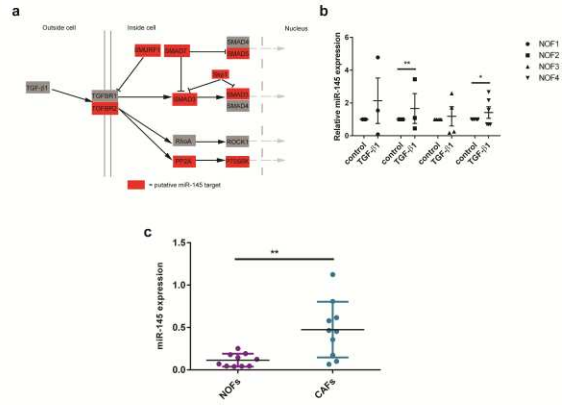 a
Outside cell Inside cell Nucleus
SMURF1 SMAD7 SMAD4
SMAD5
TGF-β1
TGFBR1
TGFBR2
SMAD3 SMAD3
SMAD4
RhoA ROCK1
PP2A P70S6K
= putative miR-145 target
b
Relative miR-145 expression
6
4
2
0
** *
control
TGF-β1
control
TGF-β1
control
TGF-β1
control
TGF-β1
NOF1
NOF2
NOF3
NOF4
c
miR-145 expression
1.5
1.0
0.5
0.0
**
NOFs
CAFs